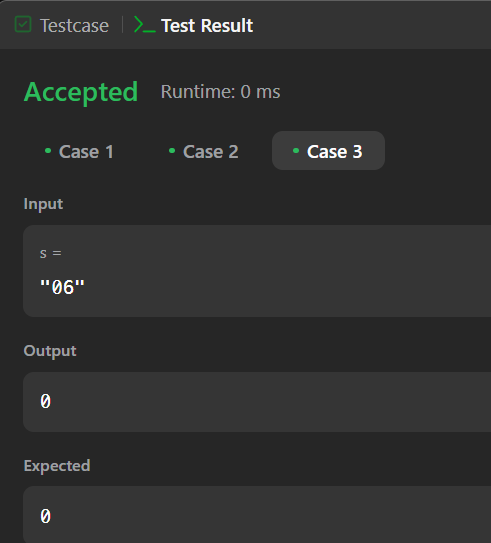 Testcase | Test Result
Accepted Runtime: 0 ms
Case 1 Case 2 Case 3
Input
s =
"06"
Output
0
Expected
0